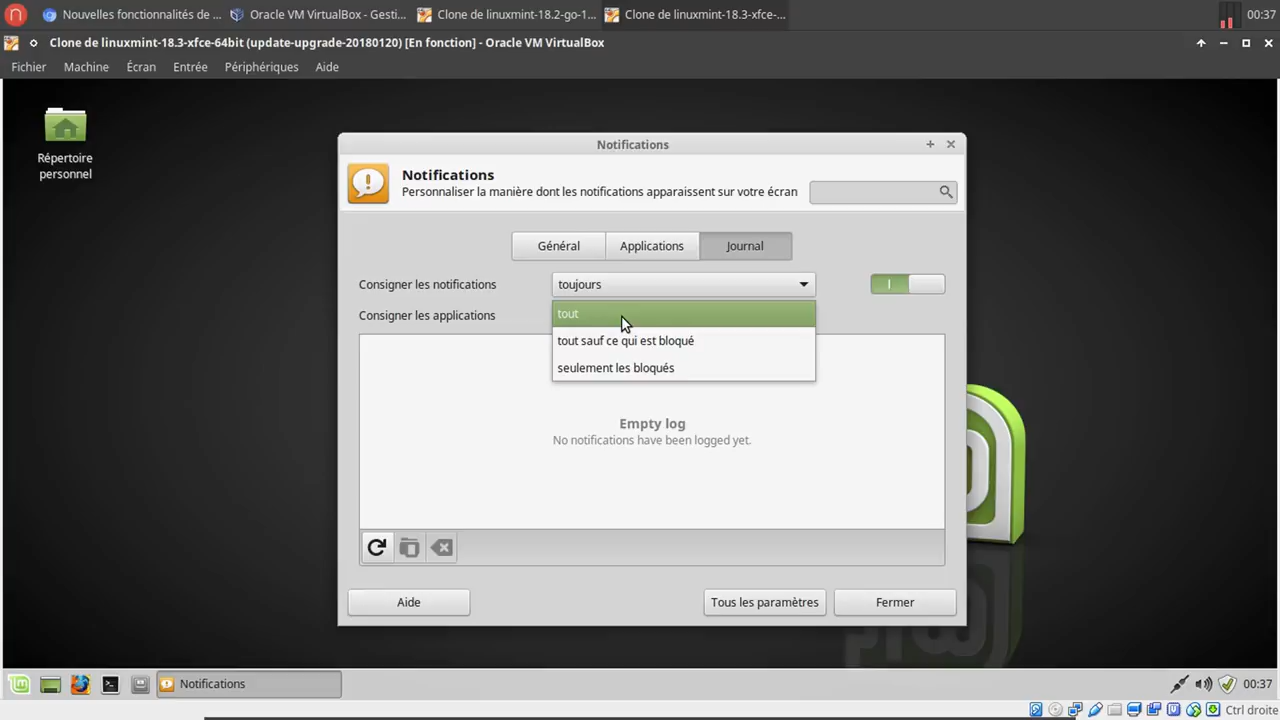 Nouvelles fonctionnalités de ...
Oracle VM VirtualBox - Gesti...
Clone de linuxmint-18.2-go-1...
Clone de linuxmint-18.3-xfce-...
00:37
Clone de linuxmint-18.3-xfce-64bit (update-upgrade-20180120) [En fonction] - Oracle VM VirtualBox
Fichier Machine Écran Entrée Périphériques Aide
Répertoire
personnel
Notifications
Notifications
Personnaliser la manière dont les notifications apparaissent sur votre écran
Général Applications Journal
Consigner les notifications toujours
Consigner les applications
tout
tout sauf ce qui est bloqué
seulement les bloqués
Empty log
No notifications have been logged yet.
Aide Tous les paramètres Fermer
Notifications
00:37
Ctrl droite